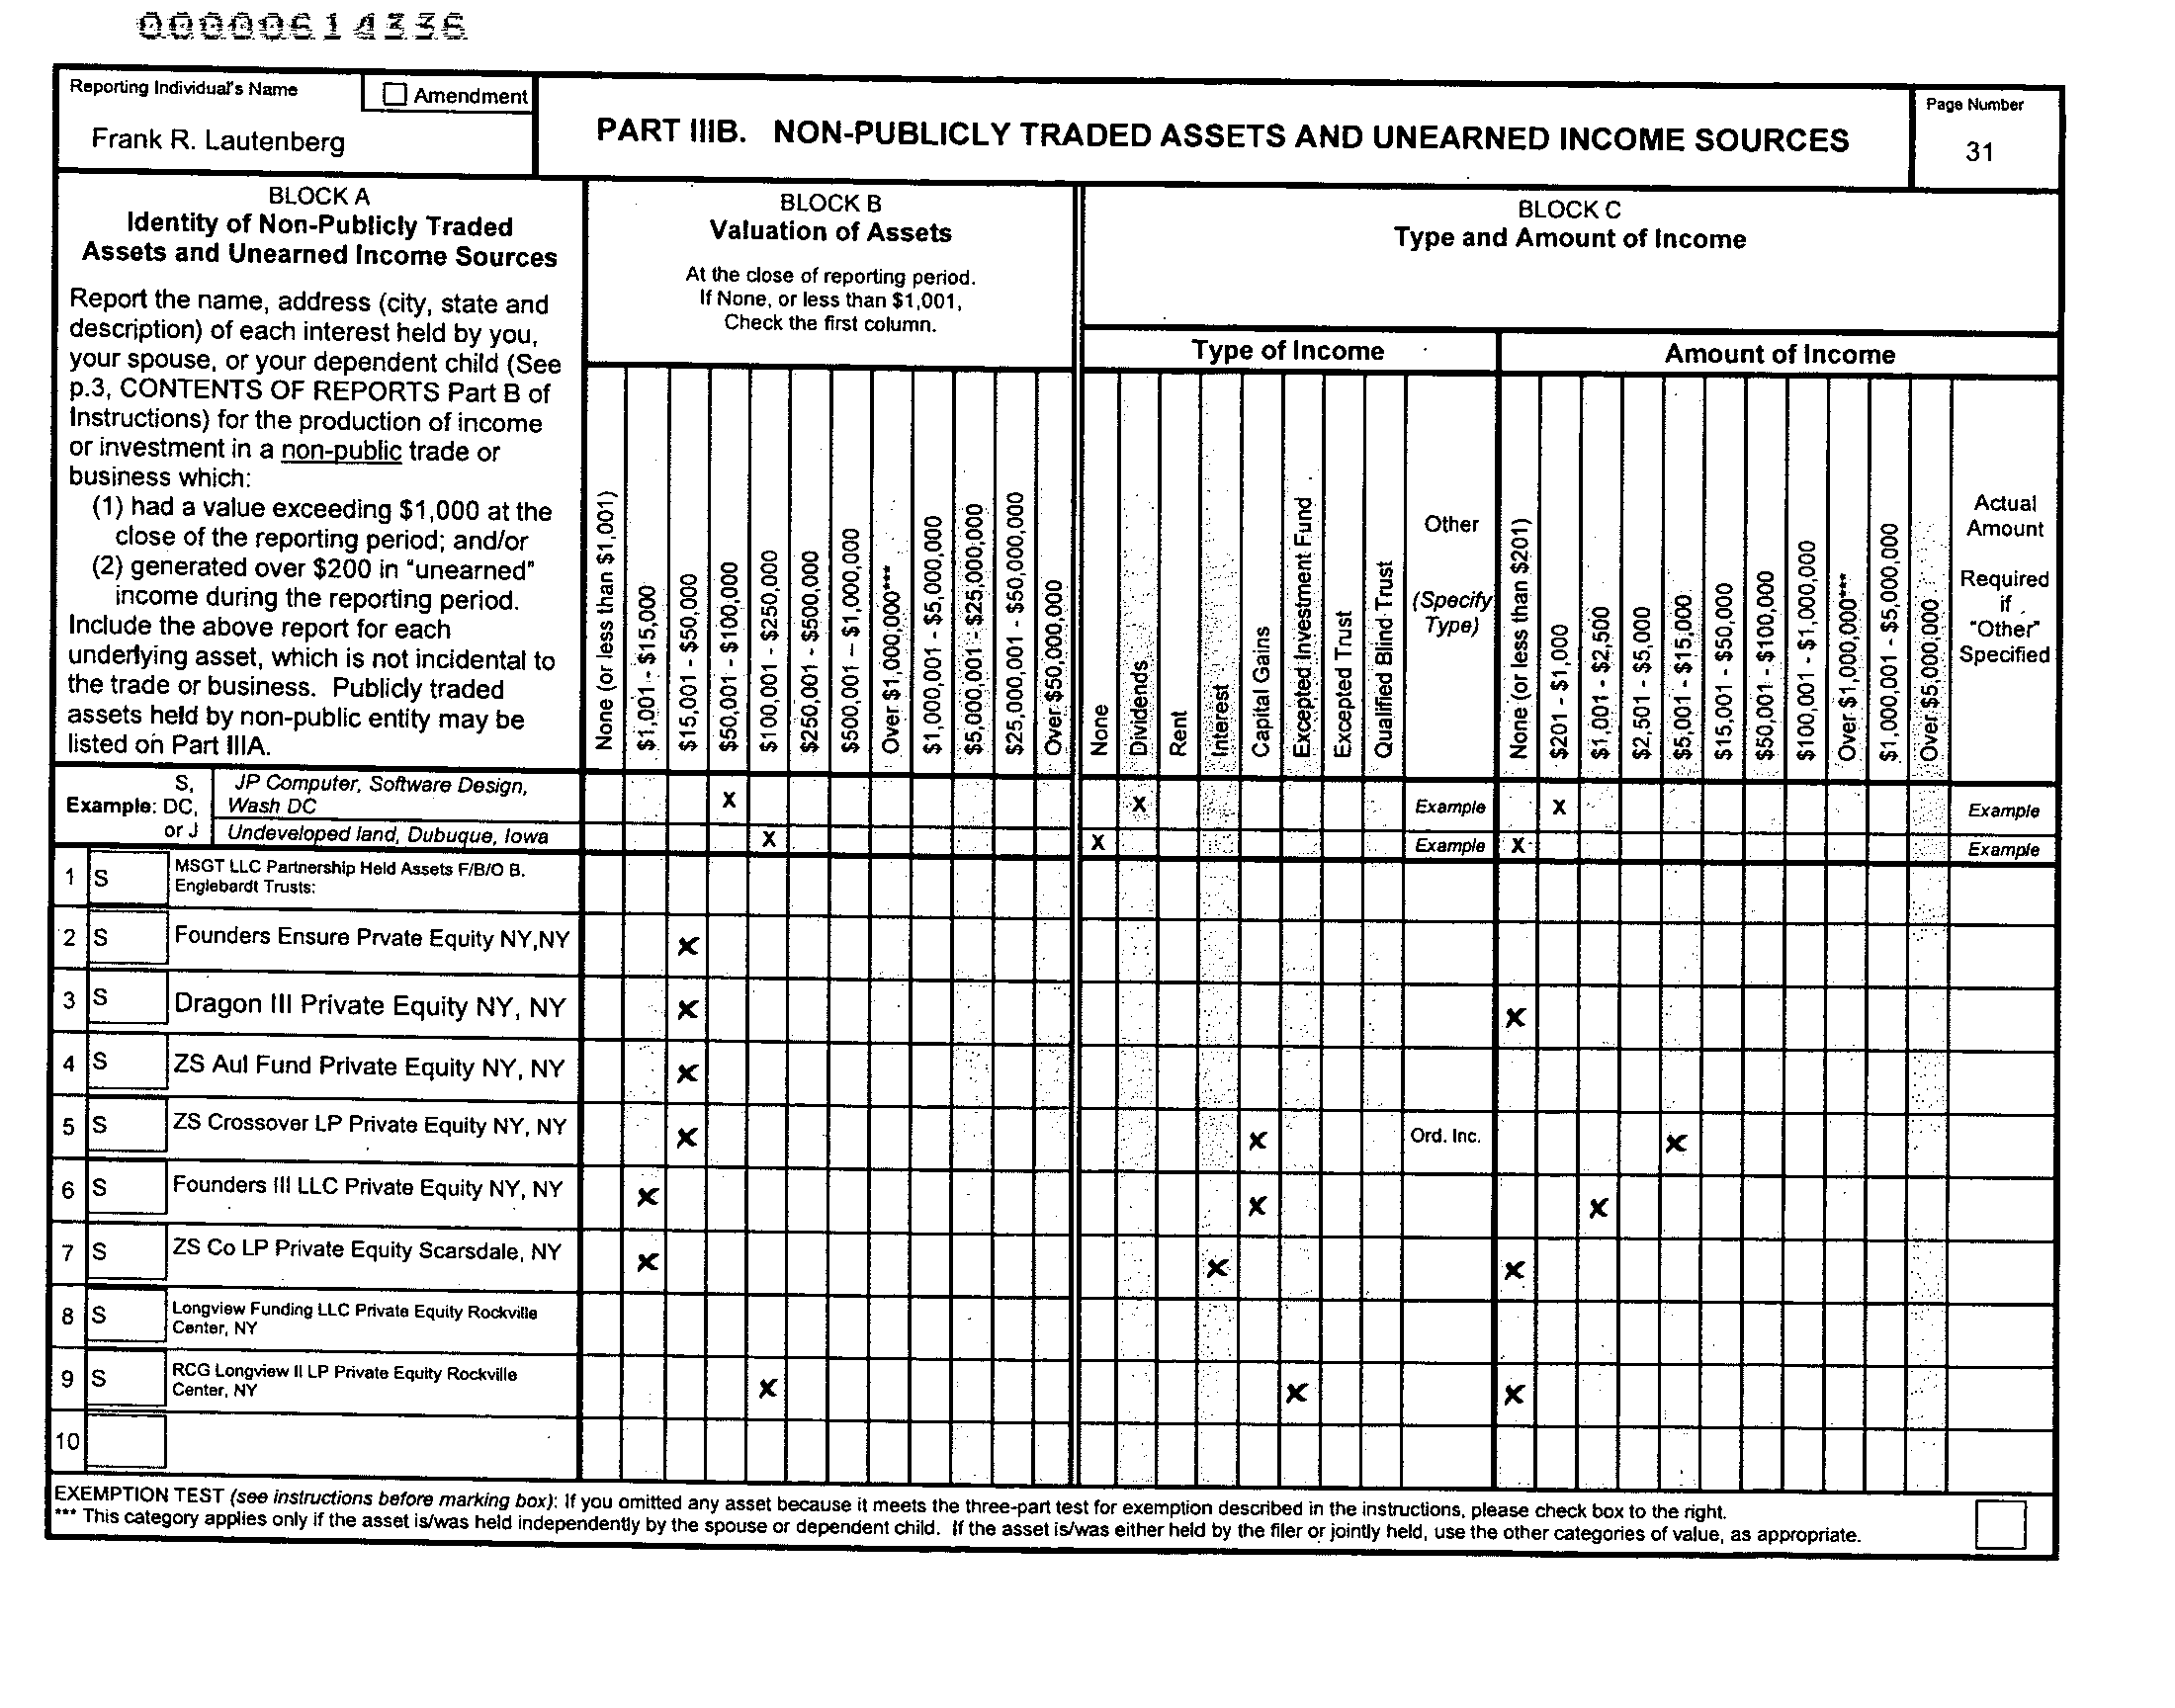 00000614336
Reporting Individual's Name
Amendment
Frank R. Lautenberg
PART IIIB. NON-PUBLICLY TRADED ASSETS AND UNEARNED INCOME SOURCES
Page Number
31
BLOCK A
Identity of Non-Publicly Traded
Assets and Unearned Income Sources
Report the name, address (city, state and
description) of each interest held by you,
your spouse, or your dependent child (See
p.3, CONTENTS OF REPORTS Part B of
Instructions) for the production of income
or investment in a non-public trade or
business which:
(1) had a value exceeding $1,000 at the
close of the reporting period; and/or
(2) generated over $200 in "unearned"
income during the reporting period.
Include the above report for each
underlying asset, which is not incidental to
the trade or business. Publicly traded
assets held by non-public entity may be
listed on Part IIIA.
BLOCK B
Valuation of Assets
At the close of reporting period.
If None, or less than $1,001,
Check the first column.
None (or less than $1,001)
$1,001 - $15,000
$15,001 - $50,000
$50,001 - $100,000
$100,001 - $250,000
$250,001 - $500,000
$500,001 – $1,000,000
Over $1,000,000***
$1,000,001 - $5,000,000
$5,000,001 - $25,000,000
$25,000,001 - $50,000,000
Over $50,000,000
BLOCK C
Type and Amount of Income
Type of Income
None
Dividends
Rent
Interest
Capital Gains
Excepted Investment Fund
Excepted Trust
Qualified Blind Trust
Other
(Specify
Type)
Amount of Income
None (or less than $201)
$201 - $1,000
$1,001 - $2,500
$2,501 - $5,000
$5,001 - $15,000
$15,001 - $50,000
$50,001 - $100,000
$100,001 - $1,000,000
Over $1,000,000***
$1,000,001 - $5,000,000
Over $5,000,000
Actual
Amount
Required
if
"Other"
Specified
S,
Example: DC,
or J
JP Computer, Software Design,
Wash DC X X Example X Example
Undeveloped land, Dubuque, Iowa X X Example X Example
1 S MSGT LLC Partnership Held Assets F/B/O B.
Englebardt Trusts:
2 S Founders Ensure Prvate Equity NY,NY X
3 S Dragon III Private Equity NY, NY X X
4 S ZS Aul Fund Private Equity NY, NY X
5 S ZS Crossover LP Private Equity NY, NY X X Ord. Inc. X
6 S Founders III LLC Private Equity NY, NY X X X
7 S ZS Co LP Private Equity Scarsdale, NY X X X
8 S Longview Funding LLC Private Equity Rockville
Center, NY
9 S RCG Longview II LP Private Equity Rockville
Center, NY X X X
10
EXEMPTION TEST (see instructions before marking box): If you omitted any asset because it meets the three-part test for exemption described in the instructions, please check box to the right.
*** This category applies only if the asset is/was held independently by the spouse or dependent child. If the asset is/was either held by the filer or jointly held, use the other categories of value, as appropriate.